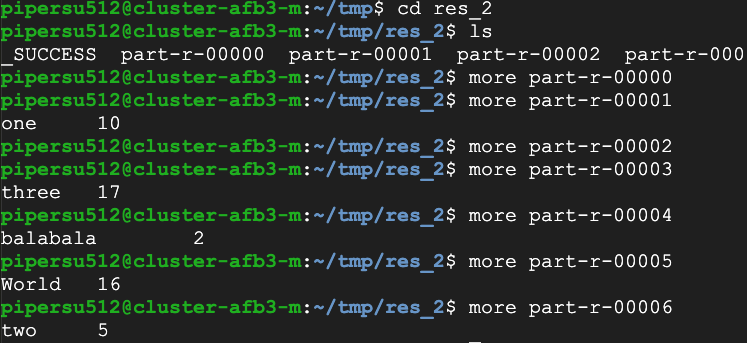 pipersu512@cluster-afb3-m:~/tmp$ cd res_2
pipersu512@cluster-afb3-m:~/tmp/res_2$ ls
_SUCCESS  part-r-00000  part-r-00001  part-r-00002  part-r-000
pipersu512@cluster-afb3-m:~/tmp/res_2$ more part-r-00000
pipersu512@cluster-afb3-m:~/tmp/res_2$ more part-r-00001
one     10
pipersu512@cluster-afb3-m:~/tmp/res_2$ more part-r-00002
pipersu512@cluster-afb3-m:~/tmp/res_2$ more part-r-00003
three   17
pipersu512@cluster-afb3-m:~/tmp/res_2$ more part-r-00004
balabala        2
pipersu512@cluster-afb3-m:~/tmp/res_2$ more part-r-00005
World   16
pipersu512@cluster-afb3-m:~/tmp/res_2$ more part-r-00006
two     5